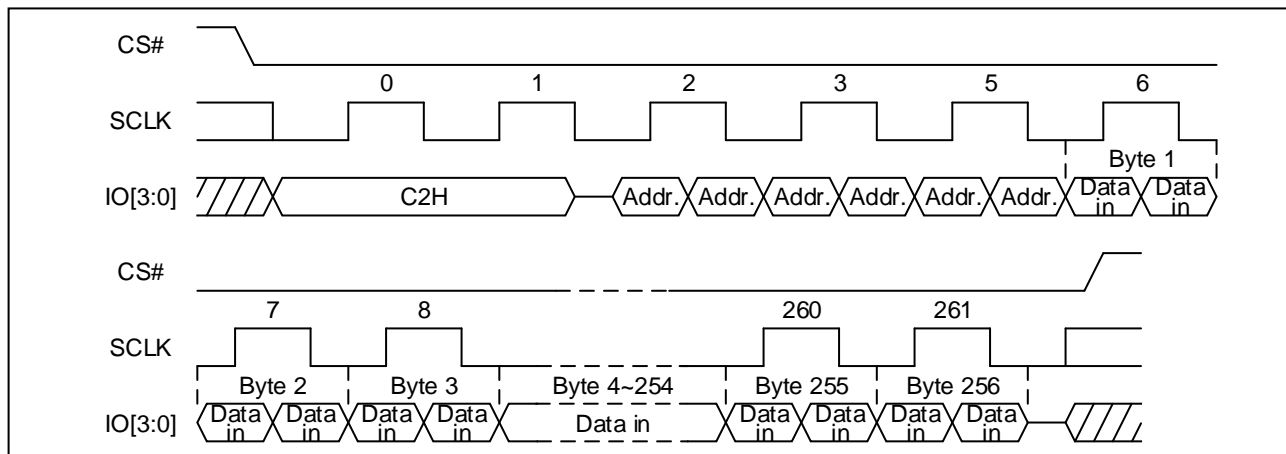 CS#
0 1 2 3 5 6
SCLK
Byte 1
IO[3:0] C2H Addr. Addr. Addr. Addr. Addr. Addr. Data in Data in
CS#
7 8 260 261
SCLK
Byte 2 Byte 3 Byte 4~254 Byte 255 Byte 256
IO[3:0] Data in Data in Data in Data in Data in Data in Data in Data in Data in